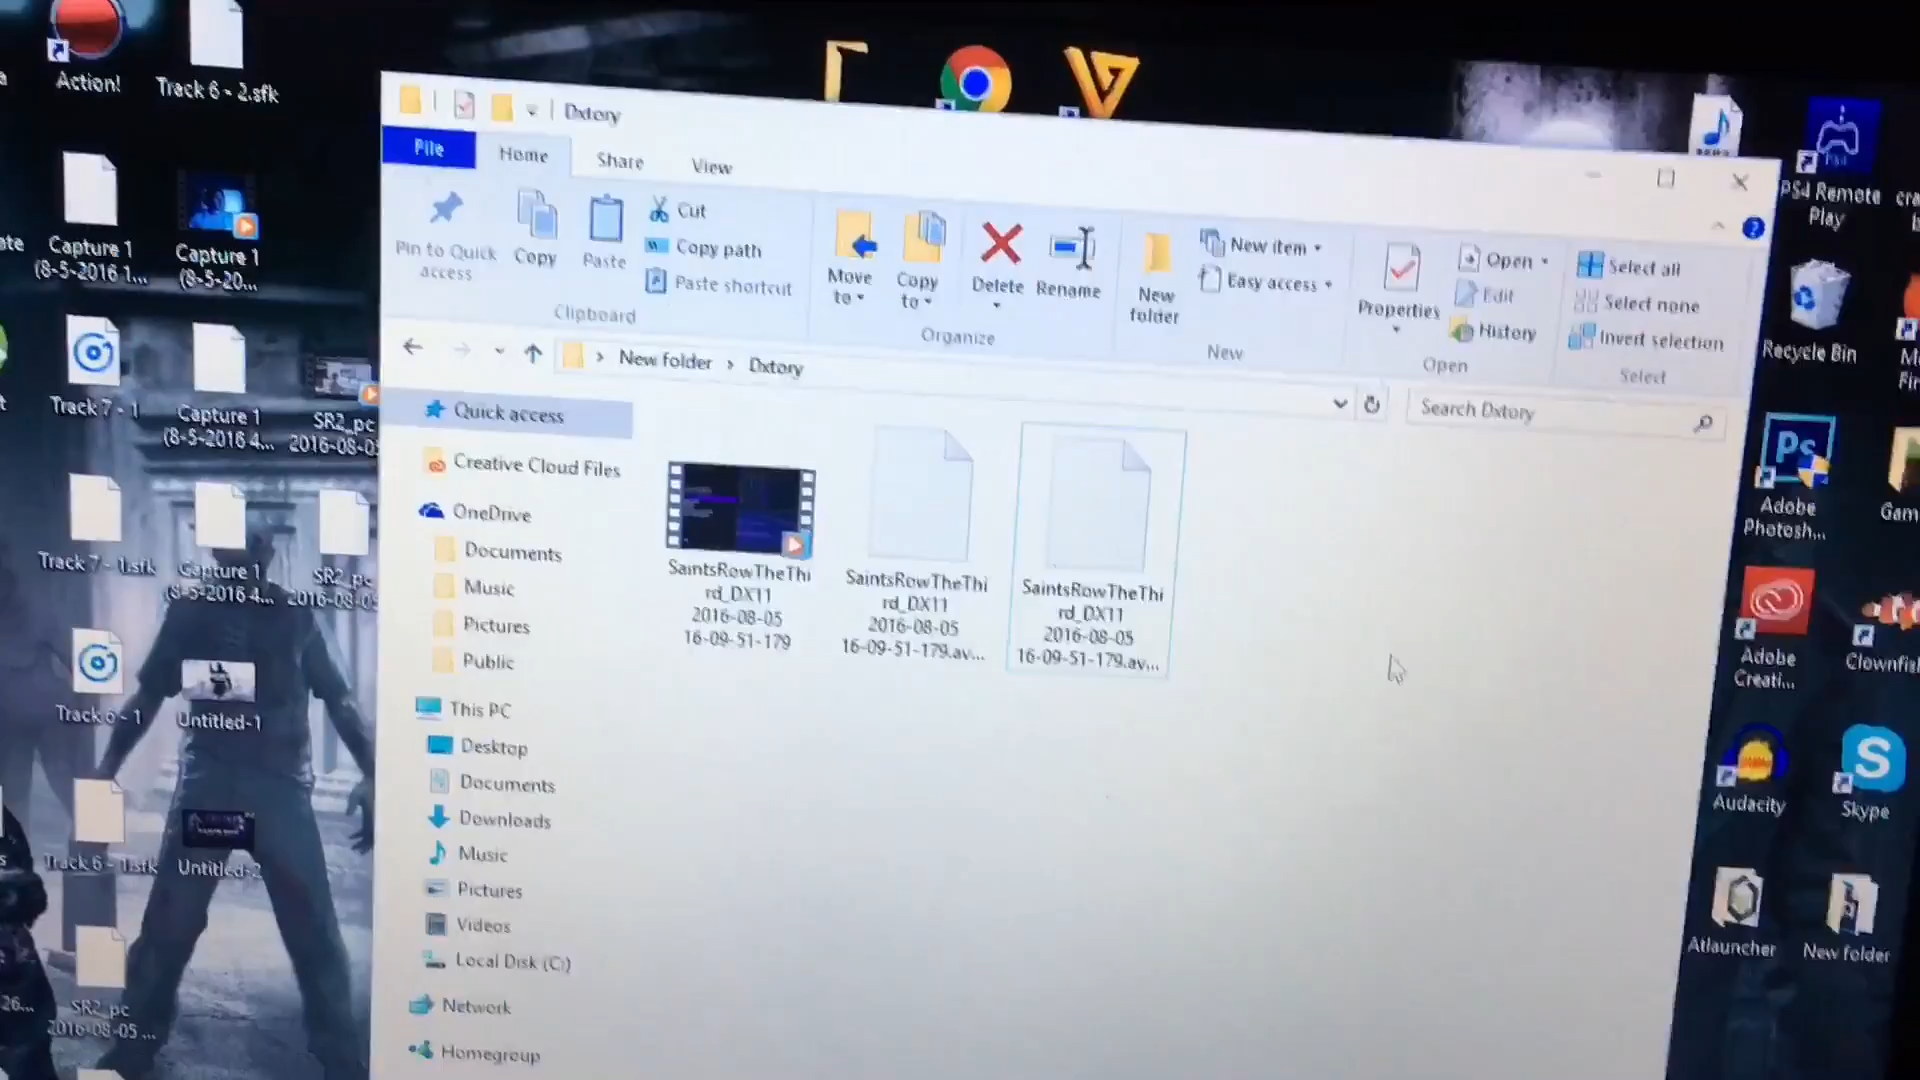 Action!
Track 6 - 2.sfk
Capture 1
(8-5-2016 1...
Capture 1
(8-5-20...
Track 7 - 1
Capture 1
(8-5-2016 4...
SR2_pc
2016-08-05
Track 7 - 1.sfk
Capture 1
(8-5-2016 4...
SR2_pc
2016-08-05
Track 6 - 1
Untitled-1
Track 6 - 1.sfk
Untitled-2
26...
SR2_pc
2016-08-05 ...
Dxtory
File
Home
Share
View
Pin to Quick
access
Copy
Paste
Cut
Copy path
Paste shortcut
Clipboard
Move
to
Copy
to
Delete
Rename
Organize
New
folder
New item
Easy access
New
Properties
Open
Edit
History
Open
Select all
Select none
Invert selection
Select
New folder > Dxtory
Search Dxtory
Quick access
Creative Cloud Files
OneDrive
Documents
Music
Pictures
Public
This PC
Desktop
Documents
Downloads
Music
Pictures
Videos
Local Disk (C:)
Network
Homegroup
SaintsRowTheThi
rd_DX11
2016-08-05
16-09-51-179
SaintsRowTheThi
rd_DX11
2016-08-05
16-09-51-179.av...
SaintsRowTheThi
rd_DX11
2016-08-05
16-09-51-179.av...
PS4 Remote
Play
Recycle Bin
Ps
Adobe
Photosh...
Adobe
Creati...
Clownfis
Audacity
Skype
Atlauncher
New folder